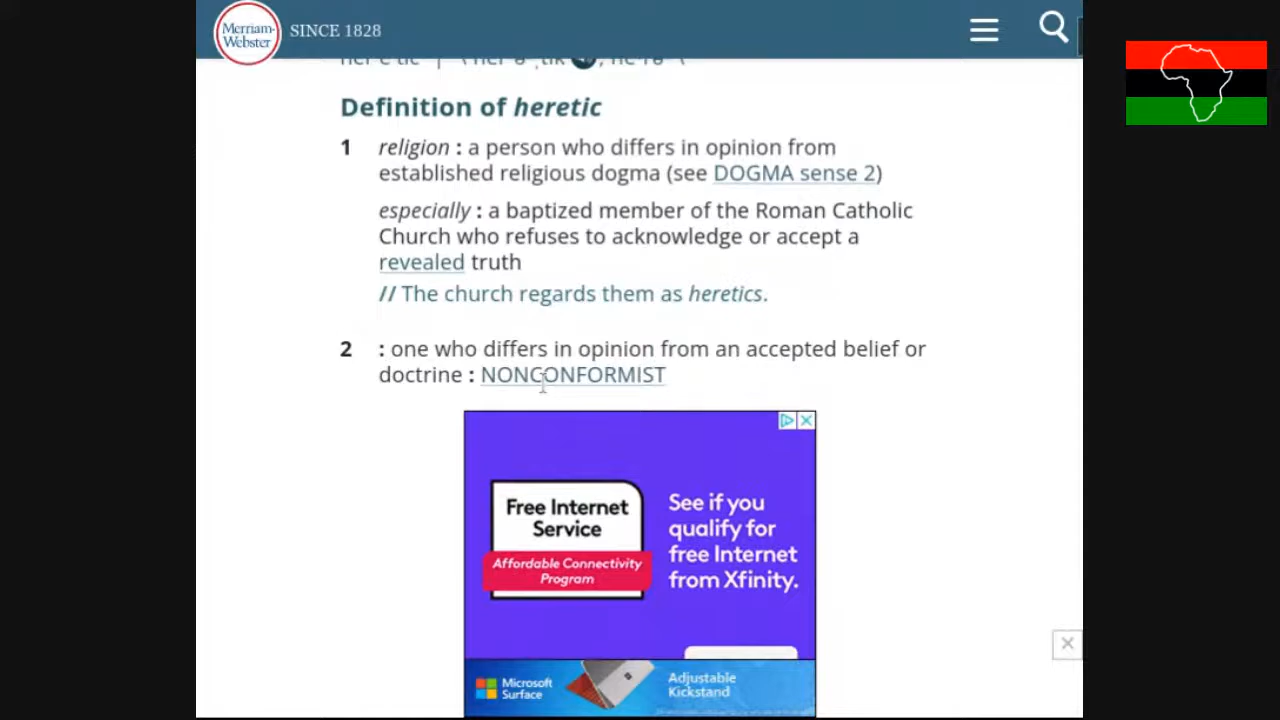 Merriam-
Webster
SINCE 1828
Definition of heretic
1 religion : a person who differs in opinion from
established religious dogma (see DOGMA sense 2)
especially : a baptized member of the Roman Catholic
Church who refuses to acknowledge or accept a
revealed truth
// The church regards them as heretics.
2 : one who differs in opinion from an accepted belief or
doctrine : NONCONFORMIST
Free Internet
Service
Affordable Connectivity
Program
See if you
qualify for
free Internet
from Xfinity.
Microsoft
Surface
Adjustable
Kickstand